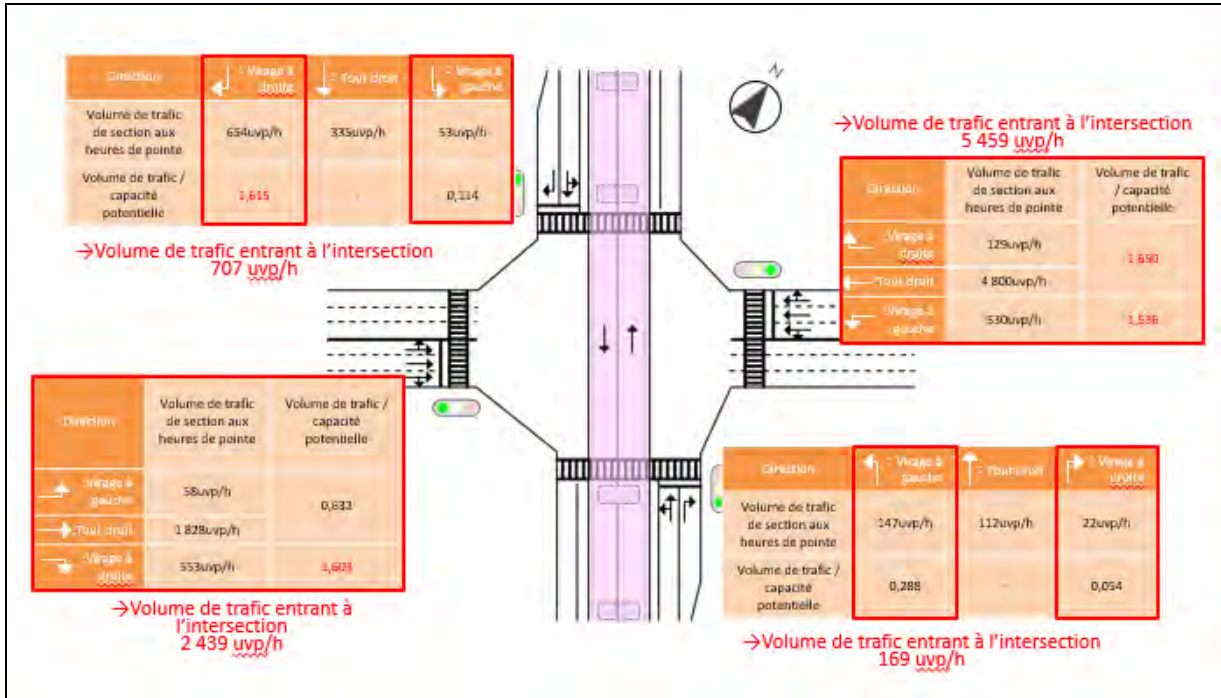 Direction
: Virage à droite
: Tout droit
: Virage à gauche
Volume de trafic de section aux heures de pointe
654uvp/h
335uvp/h
53uvp/h
Volume de trafic / capacité potentielle
1,615
-
0,114
→Volume de trafic entrant à l'intersection
707 uvp/h
N
→Volume de trafic entrant à l'intersection
5 459 uvp/h
Direction
Volume de trafic de section aux heures de pointe
Volume de trafic / capacité potentielle
:Virage à droite
129uvp/h
1 650
:Tout droit
4 800uvp/h
:Virage à gauche
530uvp/h
1,536
Direction
Volume de trafic de section aux heures de pointe
Volume de trafic / capacité potentielle
:Virage à gauche
58uvp/h
0,632
:Tout droit
1 828uvp/h
:Virage à droite
553uvp/h
1,603
→Volume de trafic entrant à
l'intersection
2 439 uvp/h
Direction
: Virage à gauche
: Tout droit
: Virage à droite
Volume de trafic de section aux heures de pointe
147uvp/h
112uvp/h
22uvp/h
Volume de trafic / capacité potentielle
0,288
-
0,054
→Volume de trafic entrant à l'intersection
169 uvp/h